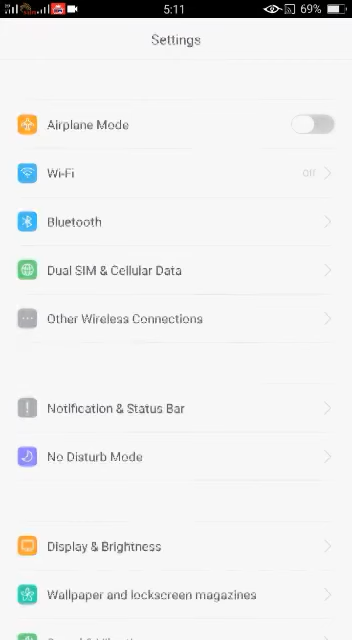 5:11
69%
Settings
Airplane Mode
Wi-Fi
Off
Bluetooth
Dual SIM & Cellular Data
Other Wireless Connections
Notification & Status Bar
No Disturb Mode
Display & Brightness
Wallpaper and lockscreen magazines